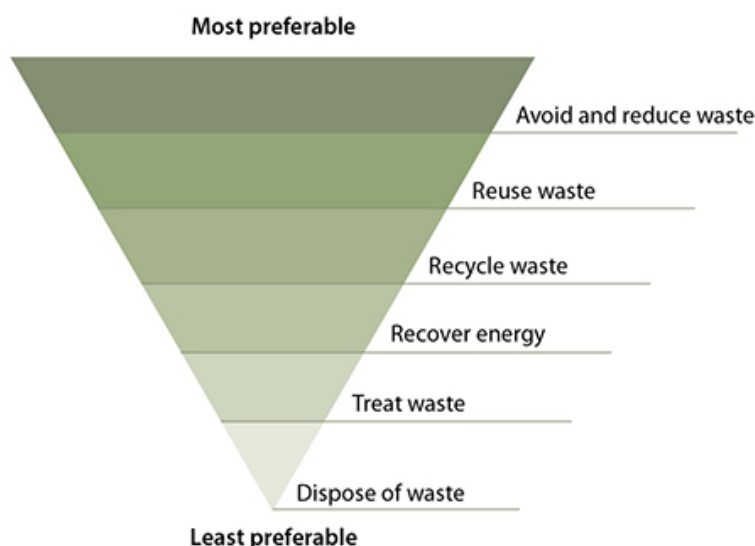 Most preferable
Avoid and reduce waste
Reuse waste
Recycle waste
Recover energy
Treat waste
Dispose of waste
Least preferable